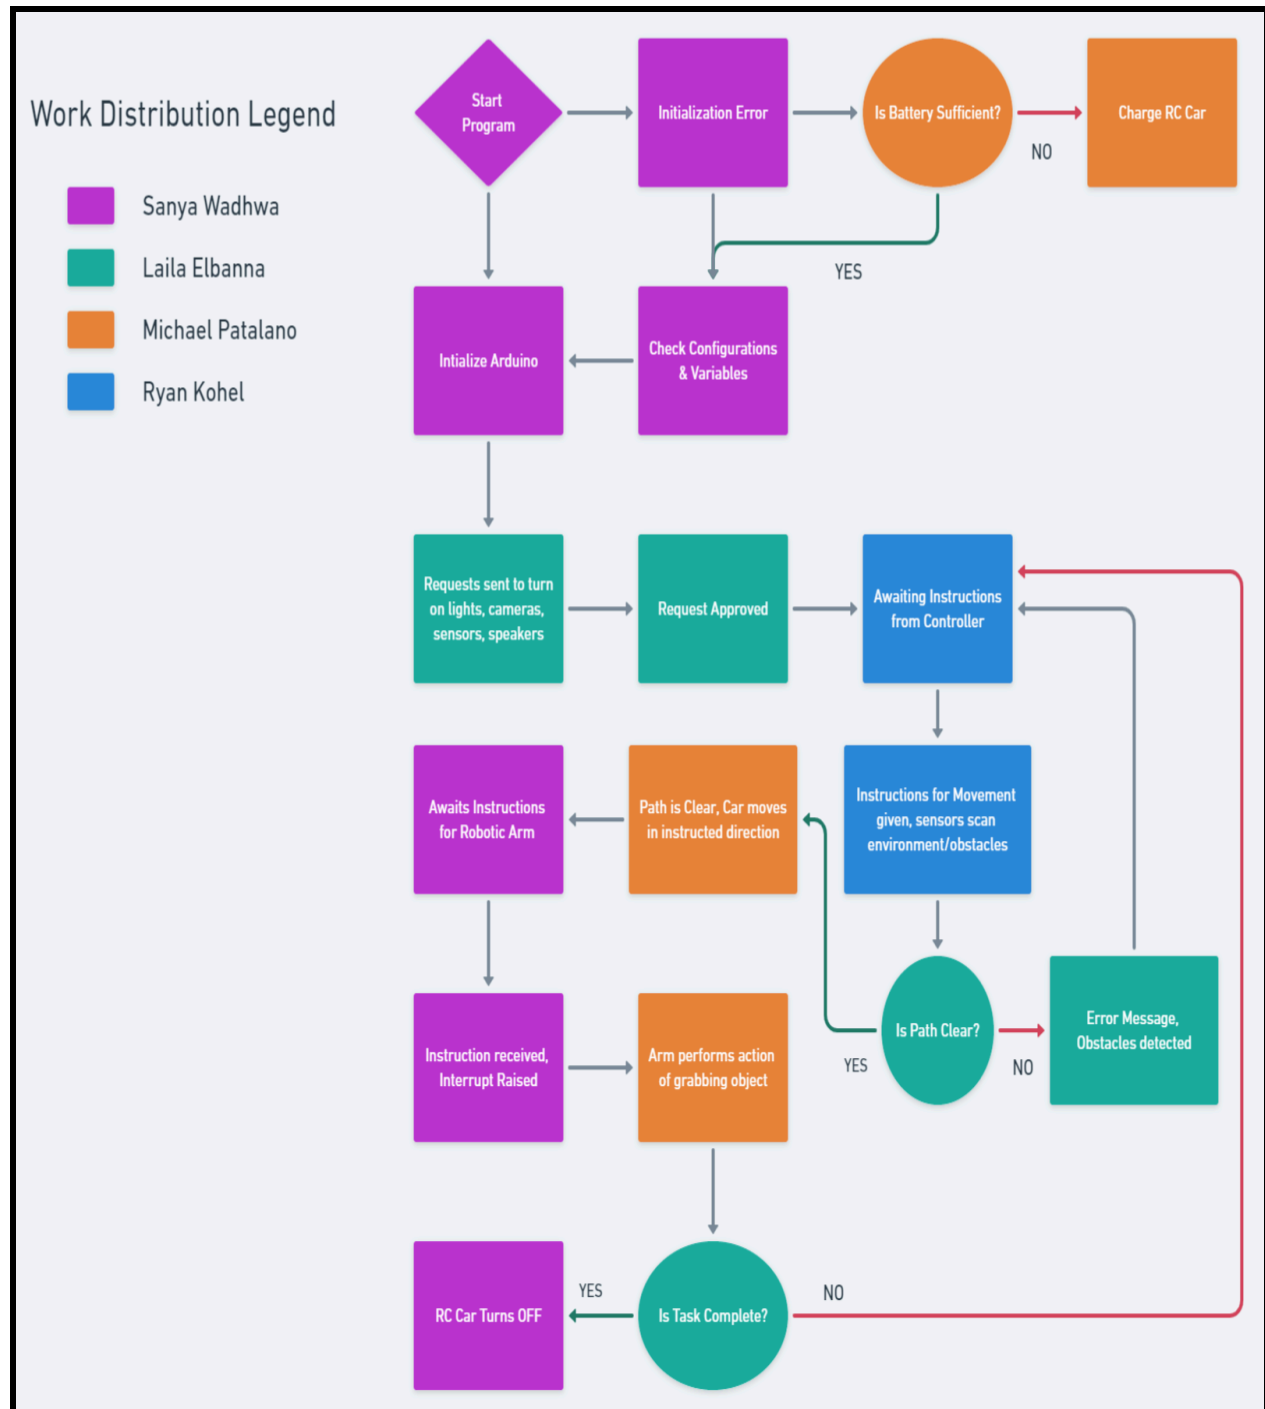 Work Distribution Legend
Sanya Wadhwa
Laila Elbanna
Michael Patalano
Ryan Kohel
Start
Program
Initialization Error
Is Battery Sufficient?
NO
Charge RC Car
YES
Intialize Arduino
Check Configurations
& Variables
Requests sent to turn
on lights, cameras,
sensors, speakers
Request Approved
Awaiting Instructions
from Controller
Awaits Instructions
for Robotic Arm
Path is Clear, Car moves
in instructed direction
Instructions for Movement
given, sensors scan
environment/obstacles
Instruction received,
Interrupt Raised
Arm performs action
of grabbing object
YES
Is Path Clear?
NO
Error Message,
Obstacles detected
RC Car Turns OFF
YES
Is Task Complete?
NO